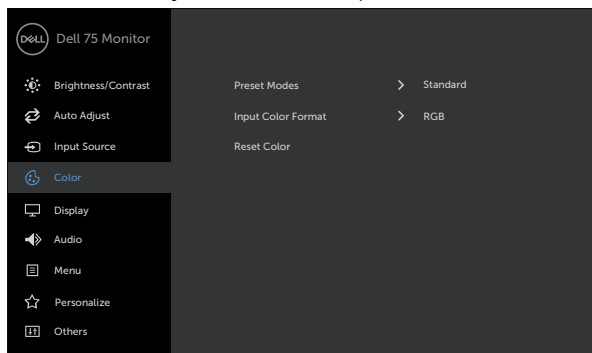 DELL Dell 75 Monitor
Brightness/Contrast Preset Modes Standard
Auto Adjust Input Color Format RGB
Input Source Reset Color
Color
Display
Audio
Menu
Personalize
Others